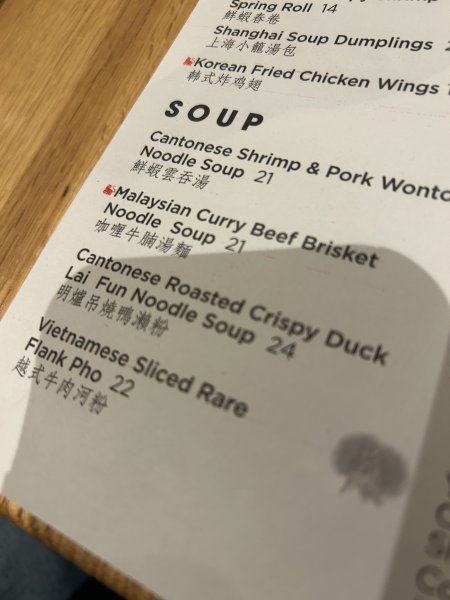 Spring Roll 14
鮮蝦春卷
Shanghai Soup Dumplings
上海小籠湯包
Korean Fried Chicken Wings
韩式炸鸡翅
SOUP
Cantonese Shrimp & Pork
Noodle Soup 21
鮮蝦雲吞湯
Malaysian Curry Beef Brisket
Noodle Soup 21
咖喱牛腩湯麵
Cantonese Roasted Crispy Duck
Lai Fun Noodle Soup 24
明爐吊燒鴨瀨粉
Vietnamese Sliced Rare
Flank Pho 22
越式牛肉河粉